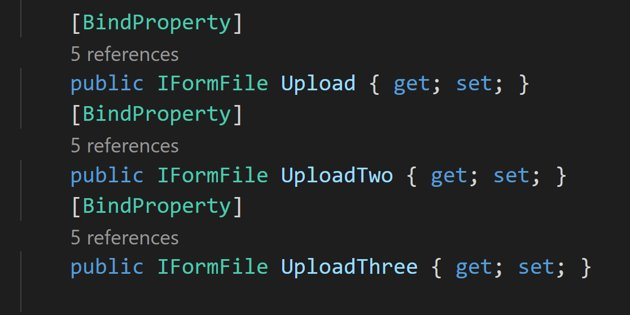 [BindProperty]
5 references
public IFormFile Upload { get; set; }
[BindProperty]
5 references
public IFormFile UploadTwo { get; set; }
[BindProperty]
5 references
public IFormFile UploadThree { get; set; }